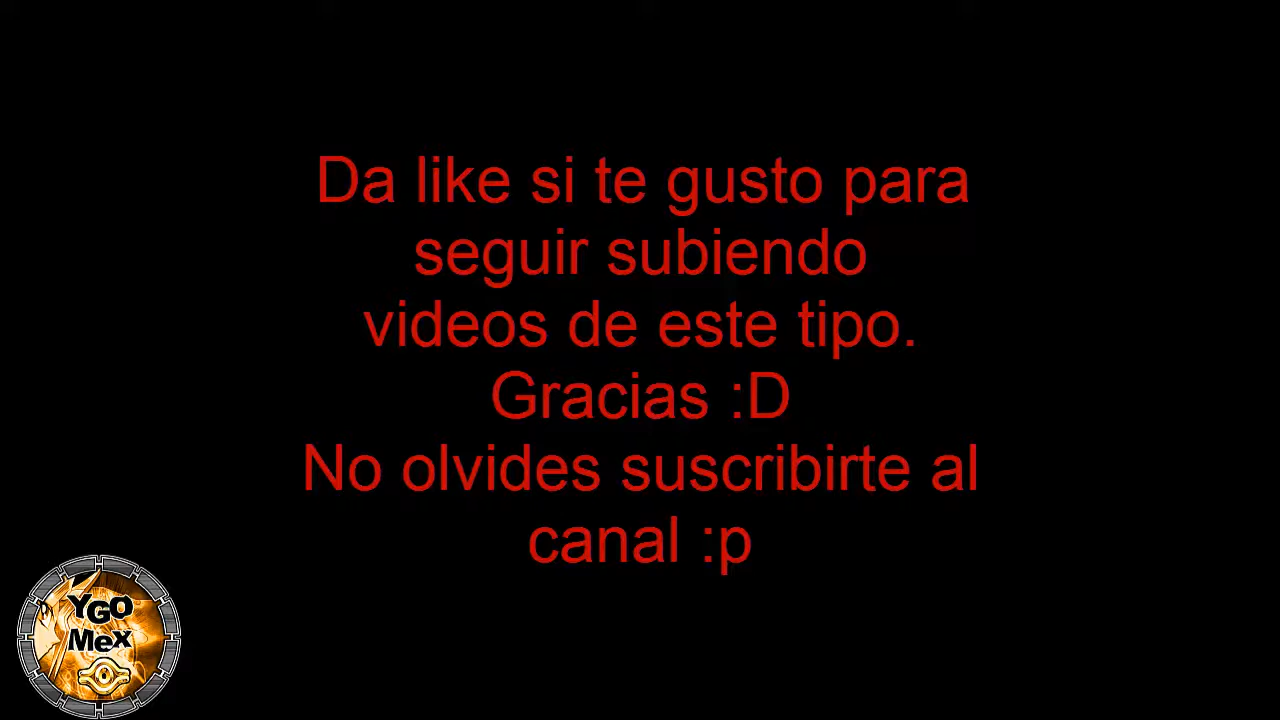 Da like si te gusto para
seguir subiendo
videos de este tipo.
Gracias :D
No olvides suscribirte al
canal :p
YGO
Mex